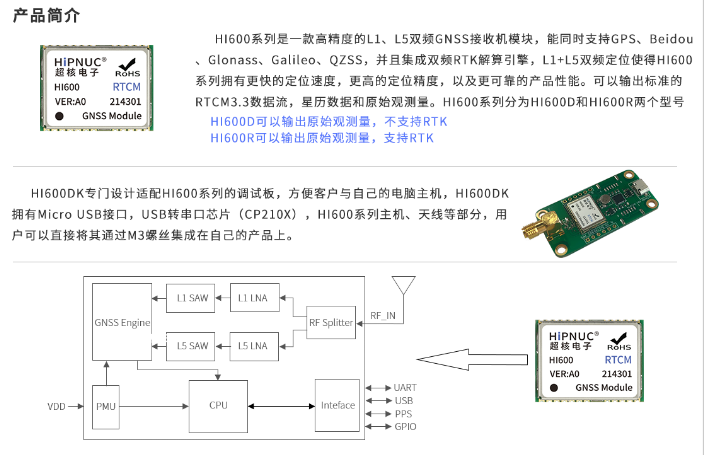 产品简介
HI600系列是一款高精度的L1、L5双频GNSS接收机模块，能同时支持GPS、Beidou
、Glonass、Galileo、QZSS，并且集成双频RTK解算引擎，L1+L5双频定位使得HI600
系列拥有更快的定位速度，更高的定位精度，以及更可靠的产品性能。可以输出标准的
RTCM3.3数据流，星历数据和原始观测量。HI600系列分为HI600D和HI600R两个型号
HI600D可以输出原始观测量，不支持RTK
HI600R可以输出原始观测量，支持RTK
HiPNUC®
超核电子
RoHS
HI600
RTCM
VER:A0
214301
GNSS Module
HI600DK专门设计适配HI600系列的调试板，方便客户与自己的电脑主机，HI600DK
拥有Micro USB接口，USB转串口芯片（CP210X），HI600系列主机、天线等部分，用
户可以直接将其通过M3螺丝集成在自己的产品上。
GNSS Engine
L1 SAW
L1 LNA
L5 SAW
L5 LNA
RF Splitter
RF_IN
VDD
PMU
CPU
Inteface
UART
USB
PPS
GPIO
HiPNUC®
超核电子
RoHS
HI600
RTCM
VER:A0
214301
GNSS Module